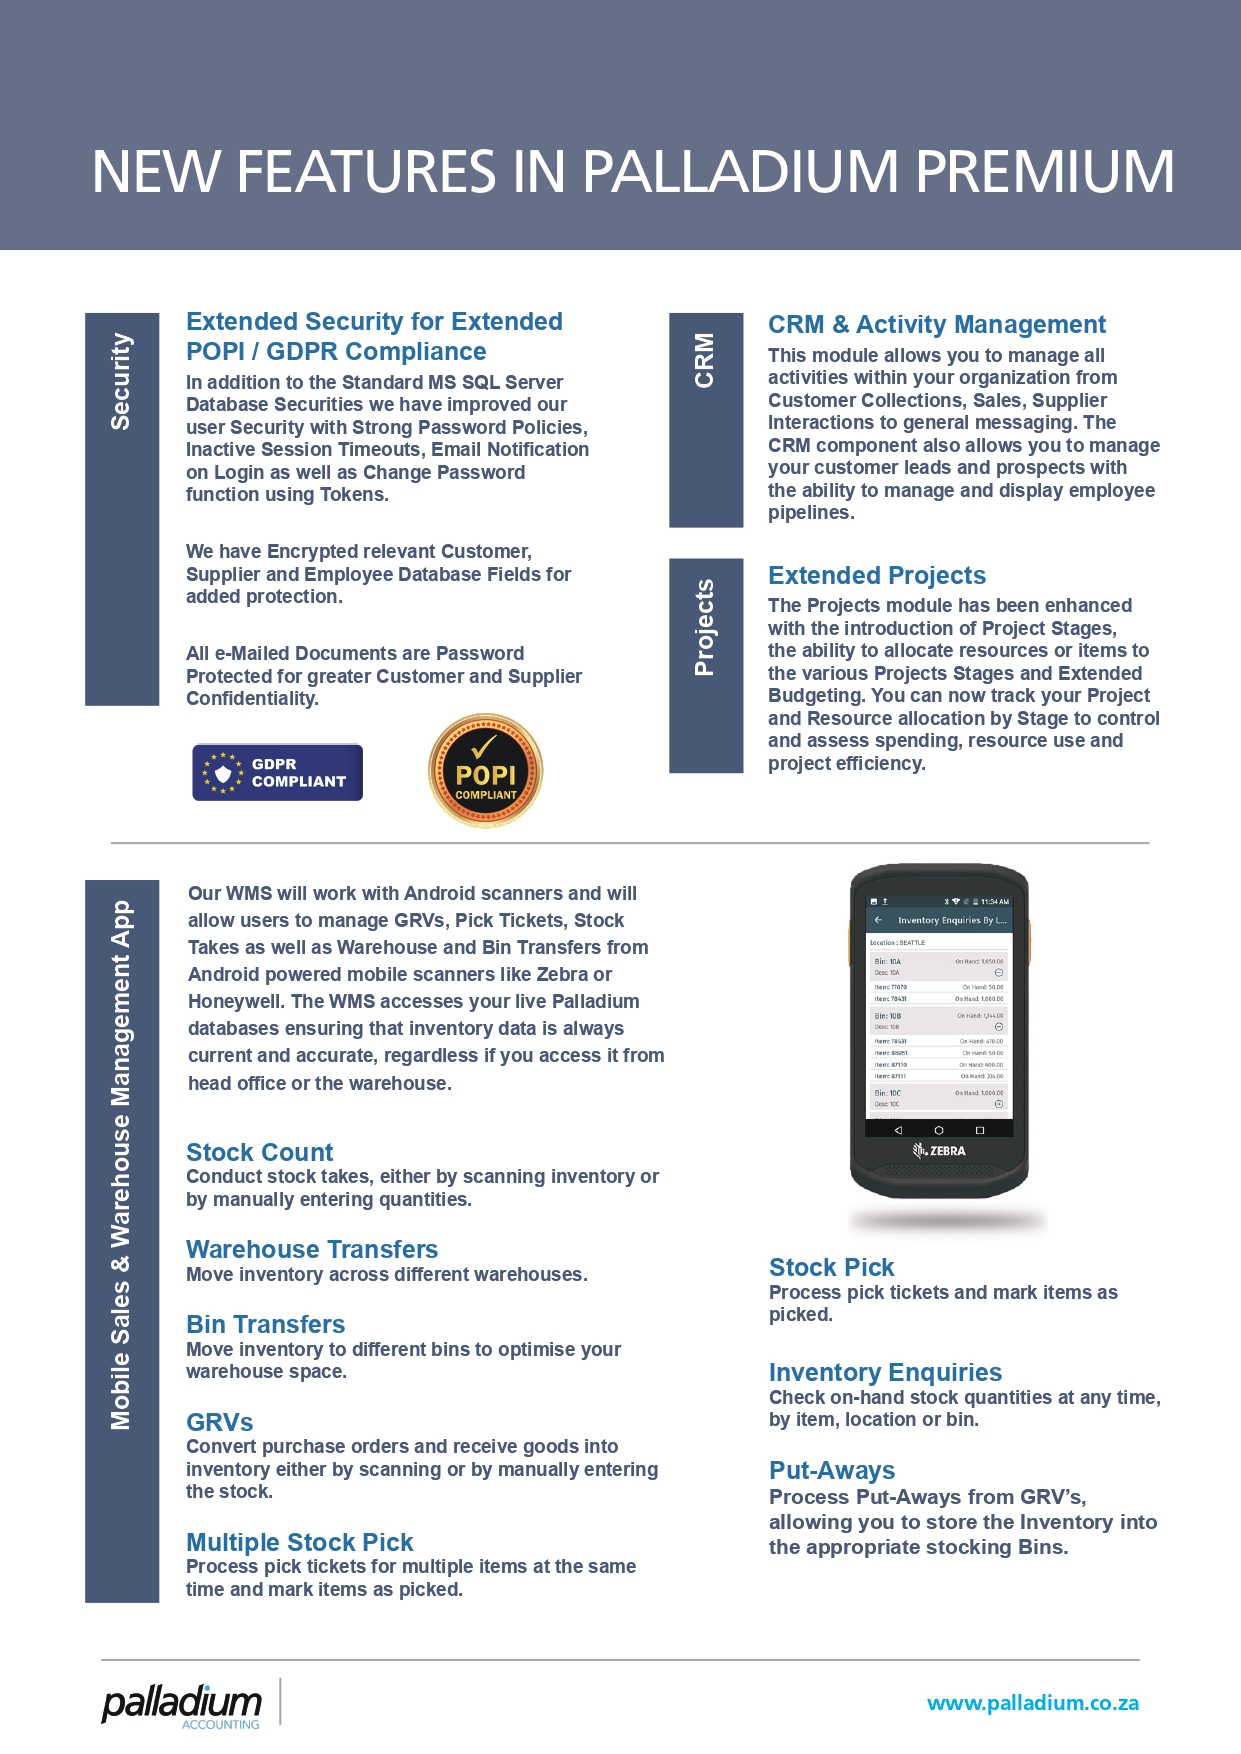 NEW FEATURES IN PALLADIUM PREMIUM
Security
Extended Security for Extended
POPI / GDPR Compliance
In addition to the Standard MS SQL Server
Database Securities we have improved our
user Security with Strong Password Policies,
Inactive Session Timeouts, Email Notification
on Login as well as Change Password
function using Tokens.
We have Encrypted relevant Customer,
Supplier and Employee Database Fields for
added protection.
All e-Mailed Documents are Password
Protected for greater Customer and Supplier
Confidentiality.
GDPR
COMPLIANT
POPI
COMPLIANT
CRM
CRM & Activity Management
This module allows you to manage all
activities within your organization from
Customer Collections, Sales, Supplier
Interactions to general messaging. The
CRM component also allows you to manage
your customer leads and prospects with
the ability to manage and display employee
pipelines.
Projects
Extended Projects
The Projects module has been enhanced
with the introduction of Project Stages,
the ability to allocate resources or items to
the various Projects Stages and Extended
Budgeting. You can now track your Project
and Resource allocation by Stage to control
and assess spending, resource use and
project efficiency.
Mobile Sales & Warehouse Management App
Our WMS will work with Android scanners and will
allow users to manage GRVs, Pick Tickets, Stock
Takes as well as Warehouse and Bin Transfers from
Android powered mobile scanners like Zebra or
Honeywell. The WMS accesses your live Palladium
databases ensuring that inventory data is always
current and accurate, regardless if you access it from
head office or the warehouse.
Stock Count
Conduct stock takes, either by scanning inventory or
by manually entering quantities.
Warehouse Transfers
Move inventory across different warehouses.
Bin Transfers
Move inventory to different bins to optimise your
warehouse space.
GRVs
Convert purchase orders and receive goods into
inventory either by scanning or by manually entering
the stock.
Multiple Stock Pick
Process pick tickets for multiple items at the same
time and mark items as picked.
11:34 AM
Inventory Enquiries By L...
Location : SEATTLE
Bin: 10A On Hand: 1,050.00
Desc: 10A
Item: 77070 On Hand: 50.00
Item: 78431 On Hand: 1,000.00
Bin: 10B On Hand: 1,144.00
Desc: 10B
Item: 78431 On Hand: 470.00
Item: 86951 On Hand: 50.00
Item: 87110 On Hand: 400.00
Item: 87111 On Hand: 224.00
Bin: 10C On Hand: 1,000.00
Desc: 10C
ZEBRA
Stock Pick
Process pick tickets and mark items as
picked.
Inventory Enquiries
Check on-hand stock quantities at any time,
by item, location or bin.
Put-Aways
Process Put-Aways from GRV’s,
allowing you to store the Inventory into
the appropriate stocking Bins.
palladium
ACCOUNTING
www.palladium.co.za